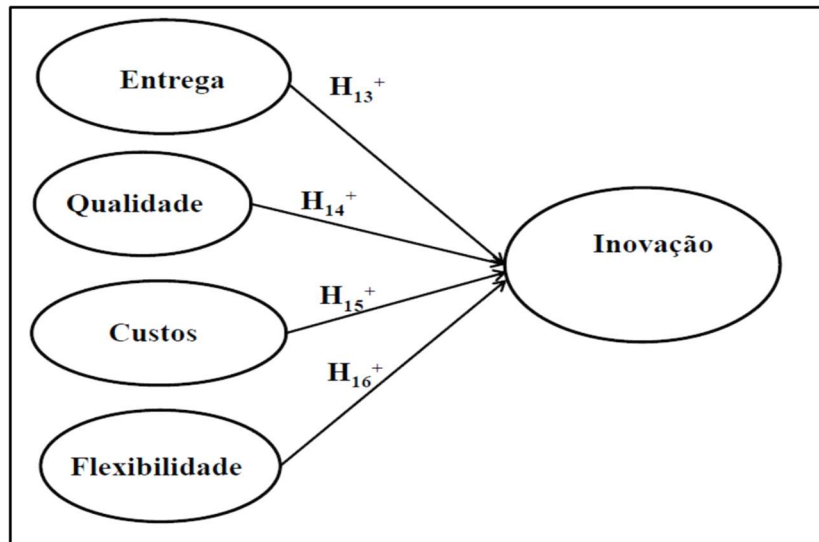 Entrega
H13+
Qualidade
H14+
Inovação
Custos
H15+
H16+
Flexibilidade